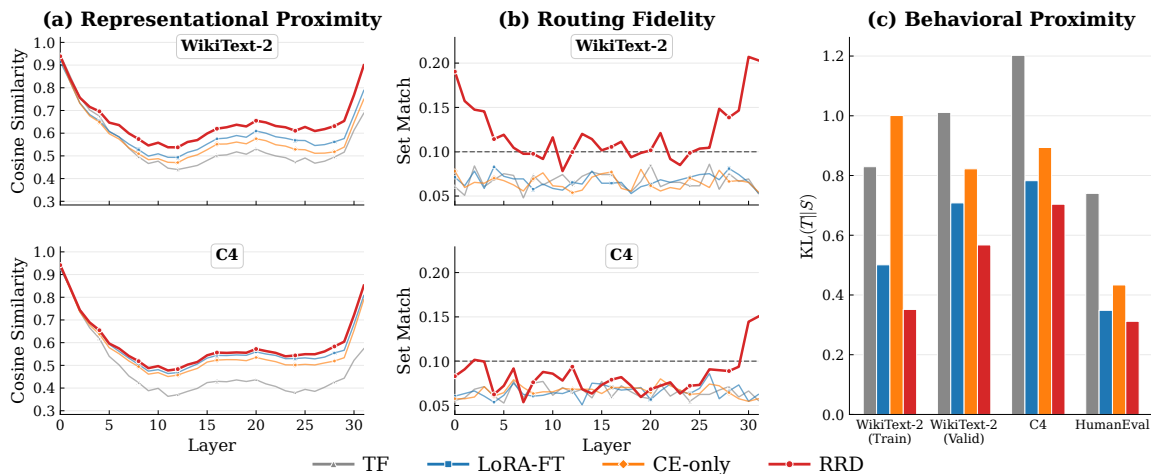 (a) Representational Proximity
(b) Routing Fidelity
(c) Behavioral Proximity
WikiText-2
Cosine Similarity
1.0
0.9
0.8
0.7
0.6
0.5
0.4
0.3
C4
Cosine Similarity
1.0
0.9
0.8
0.7
0.6
0.5
0.4
0.3
0 5 10 15 20 25 30
Layer
WikiText-2
Set Match
0.20
0.15
0.10
0.05
C4
Set Match
0.20
0.15
0.10
0.05
0 5 10 15 20 25 30
Layer
KL(T||S)
1.2
1.0
0.8
0.6
0.4
0.2
0.0
WikiText-2
(Train)
WikiText-2
(Valid)
C4
HumanEval
TF LoRA-FT CE-only RRD